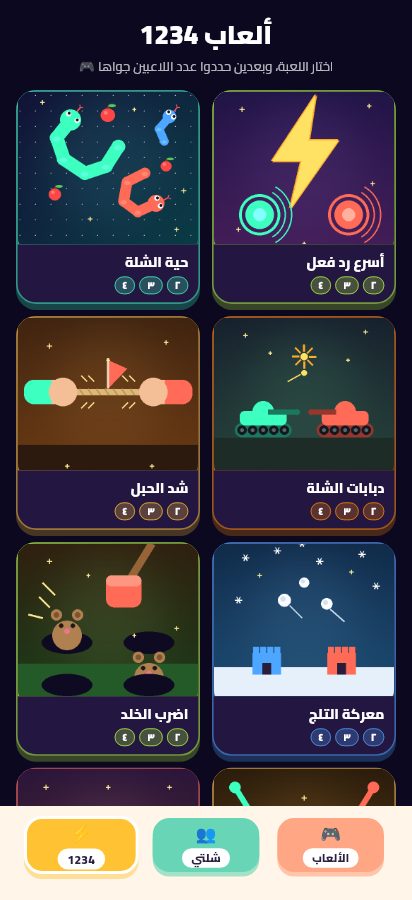 ألعاب 1234
اختار اللعبة، وبعدين حددوا عدد اللاعبين جواها 🎮
أسرع رد فعل
٢ ٣ ٤
حية الشلة
٢ ٣ ٤
دبابات الشلة
٢ ٣ ٤
شد الحبل
٢ ٣ ٤
معركة التلج
٢ ٣ ٤
اضرب الخلد
٢ ٣ ٤
الألعاب
شلتي
1234